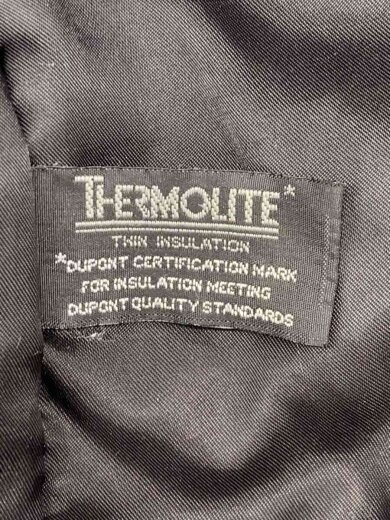 THERMOLITE*
THIN INSULATION
*DUPONT CERTIFICATION MARK
FOR INSULATION MEETING
DUPONT QUALITY STANDARDS